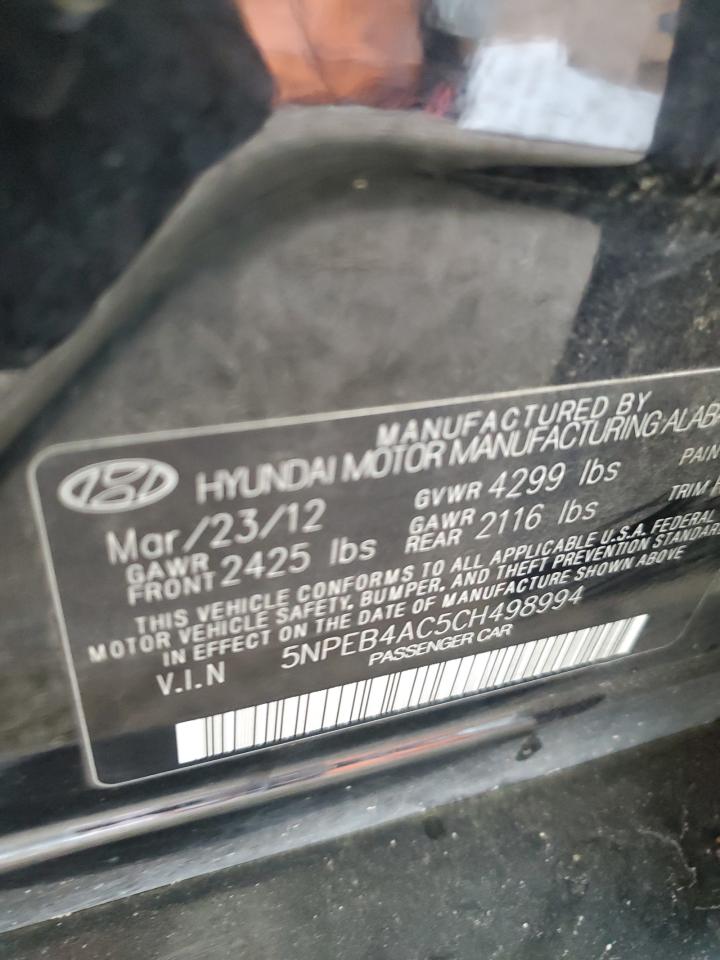 MANUFACTURED BY
HYUNDAI MOTOR MANUFACTURING ALAB
Mar/23/12 GVWR 4299 lbs PAIN
GAWR FRONT 2425 lbs GAWR REAR 2116 lbs TRIM
THIS VEHICLE CONFORMS TO ALL APPLICABLE U.S.A. FEDERAL
MOTOR VEHICLE SAFETY, BUMPER, AND THEFT PREVENTION STANDARD
IN EFFECT ON THE DATE OF MANUFACTURE SHOWN ABOVE
V.I.N 5NPEB4AC5CH498994
PASSENGER CAR